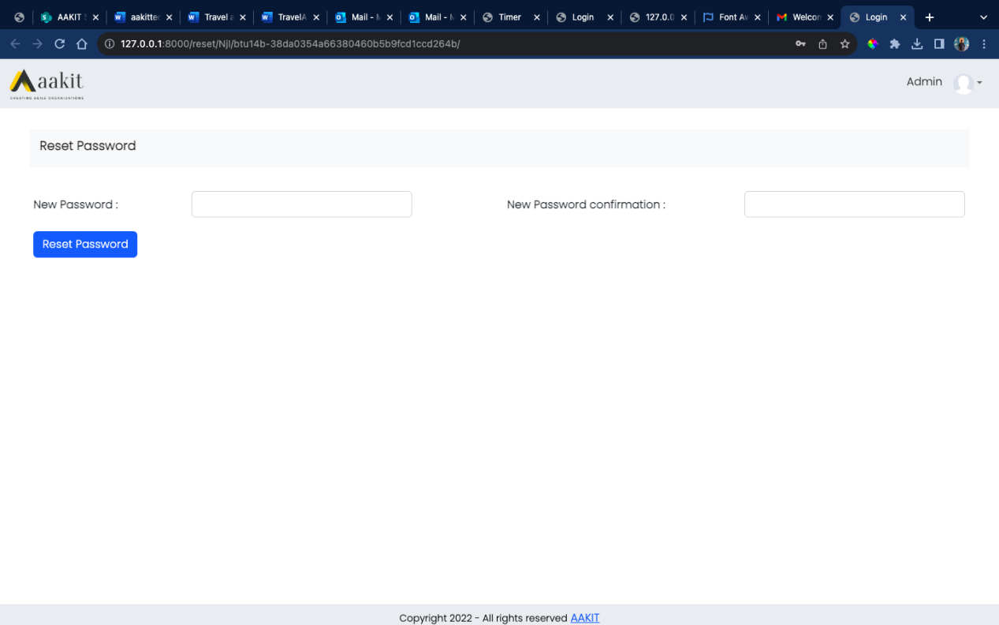 AAKIT S
aakittec
Travel a
TravelA
Mail - M
Mail - M
Timer
Login
127.0.0
Font Aw
Welcon
Login
127.0.0.1:8000/reset/NjI/btu14b-38da0354a66380460b5b9fcd1ccd264b/
aakit
CREATING AGILE ORGANIZATIONS
Admin
Reset Password
New Password :
New Password confirmation :
Reset Password
Copyright 2022 - All rights reserved AAKIT